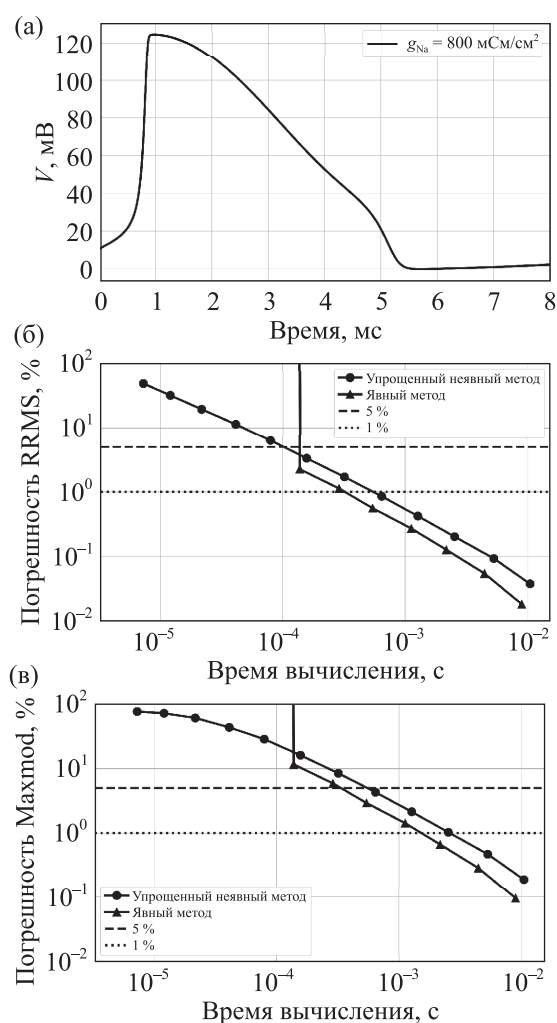 (а)
120
100
80
60
40
20
0
V, мВ
g_Na = 800 мСм/см²
0 1 2 3 4 5 6 7 8
Время, мс
(б)
10²
10¹
10⁰
10⁻¹
10⁻²
Погрешность RRMS, %
Упрощенный неявный метод
Явный метод
5 %
1 %
10⁻⁵ 10⁻⁴ 10⁻³ 10⁻²
Время вычисления, с
(в)
10²
10¹
10⁰
10⁻¹
10⁻²
Погрешность Maxmod, %
Упрощенный неявный метод
Явный метод
5 %
1 %
10⁻⁵ 10⁻⁴ 10⁻³ 10⁻²
Время вычисления, с